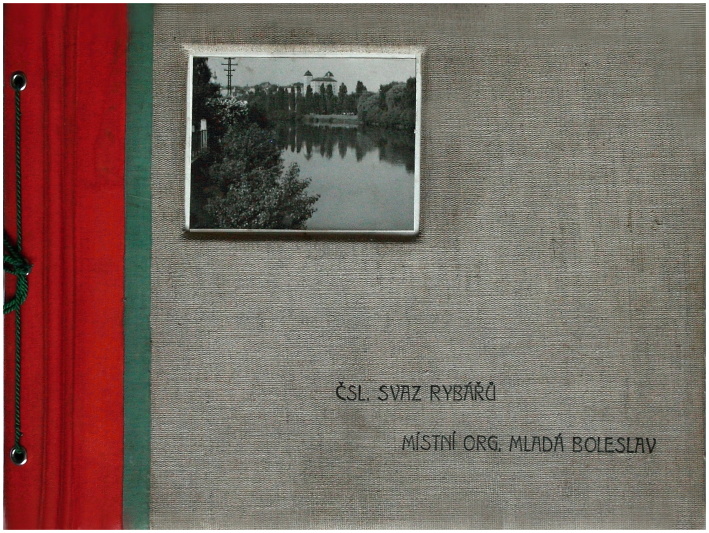 ČSL. SVAZ RYBÁŘŮ
MÍSTNÍ ORG. MLADÁ BOLESLAV